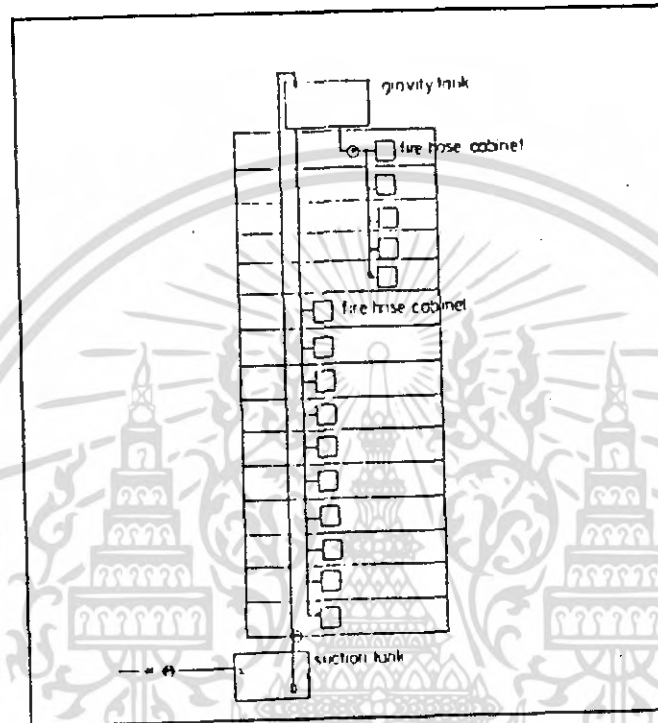 gravity tank
fire hose cabinet
fire hose cabinet
suction tank